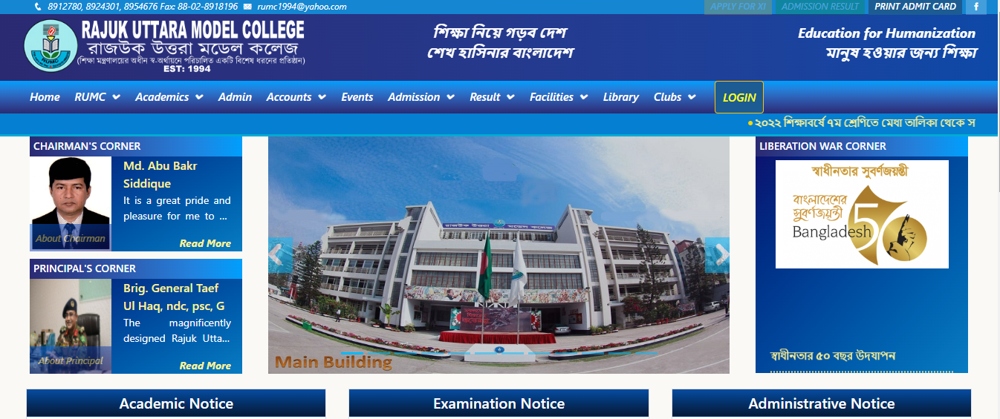 8912780, 8924301, 8954676 Fax: 88-02-8918196 rumc1994@yahoo.com
APPLY FOR XI ADMISSION RESULT PRINT ADMIT CARD f
RAJUK UTTARA MODEL COLLEGE
রাজউক উত্তরা মডেল কলেজ
(শিক্ষা মন্ত্রণালয়ের অধীন স্ব-অর্থায়নে পরিচালিত একটি বিশেষ ধরনের প্রতিষ্ঠান)
EST: 1994
শিক্ষা নিয়ে গড়ব দেশ
শেখ হাসিনার বাংলাদেশ
Education for Humanization
মানুষ হওয়ার জন্য শিক্ষা
Home RUMC Academics Admin Accounts Events Admission Result Facilities Library Clubs LOGIN
২০২২ শিক্ষাবর্ষে ৭ম শ্রেণিতে মেধা তালিকা থেকে স
CHAIRMAN'S CORNER
Md. Abu Bakr
Siddique
It is a great pride and
pleasure for me to ...
About Chairman
Read More
PRINCIPAL'S CORNER
Brig. General Taef
Ul Haq, ndc, psc, G
The magnificently
designed Rajuk Utta...
About Principal
Read More
রাজউক উত্তরা মডেল কলেজ
Main Building
LIBERATION WAR CORNER
স্বাধীনতার সুবর্ণজয়ন্তী
বাংলাদেশের
সুবর্ণজয়ন্তী
Bangladesh
50
স্বাধীনতার ৫০ বছর উদযাপন
Academic Notice
Examination Notice
Administrative Notice